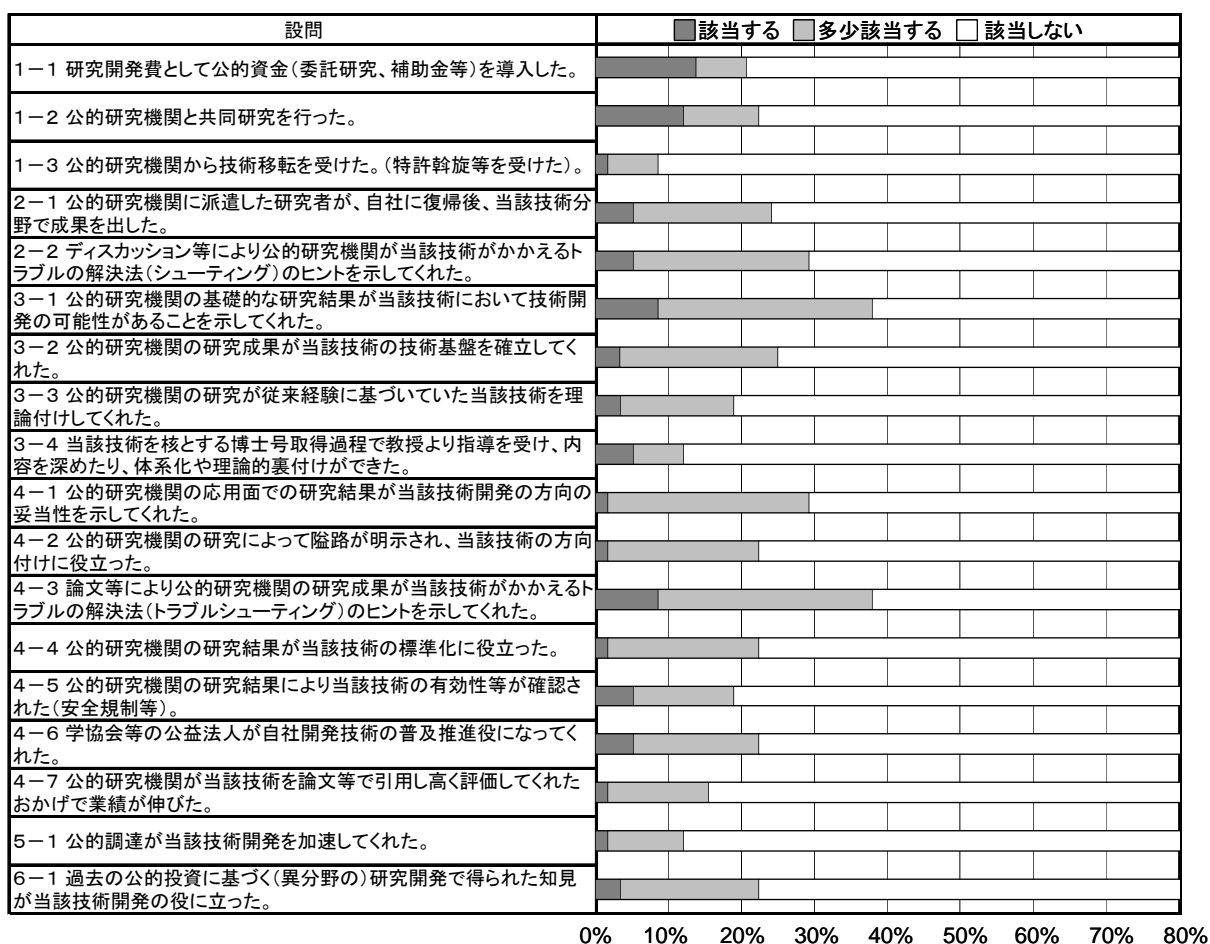 設問
該当する 多少該当する 該当しない
1－1 研究開発費として公的資金(委託研究、補助金等)を導入した。
1－2 公的研究機関と共同研究を行った。
1－3 公的研究機関から技術移転を受けた。(特許斡旋等を受けた)。
2－1 公的研究機関に派遣した研究者が、自社に復帰後、当該技術分
野で成果を出した。
2－2 ディスカッション等により公的研究機関が当該技術がかかえるト
ラブルの解決法(シューティング)のヒントを示してくれた。
3－1 公的研究機関の基礎的な研究結果が当該技術において技術開
発の可能性があることを示してくれた。
3－2 公的研究機関の研究成果が当該技術の技術基盤を確立してく
れた。
3－3 公的研究機関の研究が従来経験に基づいていた当該技術を理
論付けしてくれた。
3－4 当該技術を核とする博士号取得過程で教授より指導を受け、内
容を深めたり、体系化や理論的裏付けができた。
4－1 公的研究機関の応用面での研究結果が当該技術開発の方向の
妥当性を示してくれた。
4－2 公的研究機関の研究によって隘路が明示され、当該技術の方向
付けに役立った。
4－3 論文等により公的研究機関の研究成果が当該技術がかかえるト
ラブルの解決法(トラブルシューティング)のヒントを示してくれた。
4－4 公的研究機関の研究結果が当該技術の標準化に役立った。
4－5 公的研究機関の研究結果により当該技術の有効性等が確認さ
れた(安全規制等)。
4－6 学協会等の公益法人が自社開発技術の普及推進役になってく
れた。
4－7 公的研究機関が当該技術を論文等で引用し高く評価してくれた
おかげで業績が伸びた。
5－1 公的調達が当該技術開発を加速してくれた。
6－1 過去の公的投資に基づく(異分野の)研究開発で得られた知見
が当該技術開発の役に立った。
0% 10% 20% 30% 40% 50% 60% 70% 80%